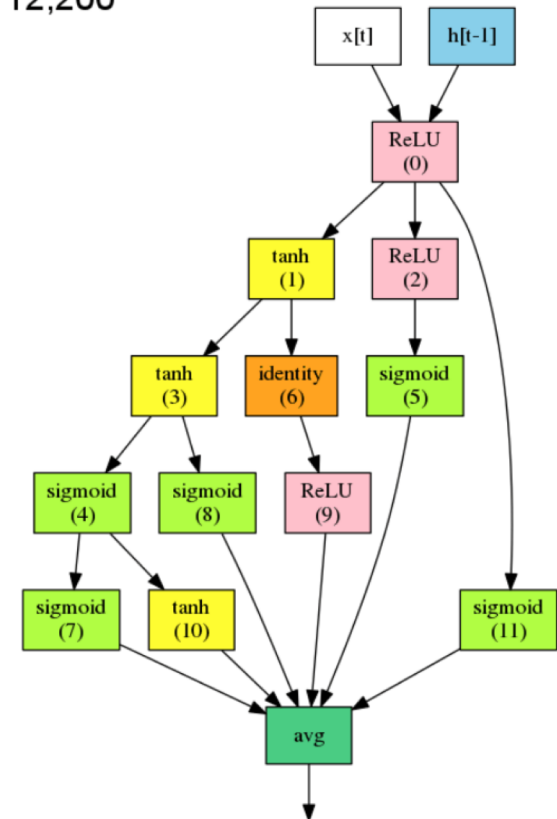 x[t]
h[t-1]
ReLU
(0)
tanh
(1)
ReLU
(2)
tanh
(3)
identity
(6)
sigmoid
(5)
sigmoid
(4)
sigmoid
(8)
ReLU
(9)
sigmoid
(7)
tanh
(10)
sigmoid
(11)
avg